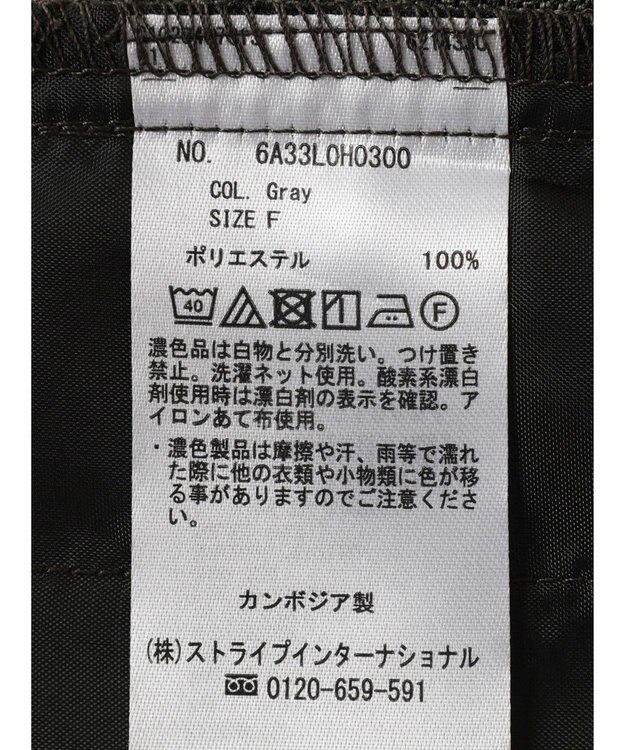 NO. 6A33L0H0300
COL. Gray
SIZE F
ポリエステル 100%
40 F
濃色品は白物と分別洗い。つけ置き
禁止。洗濯ネット使用。酸素系漂白
剤使用時は漂白剤の表示を確認。ア
イロンあて布使用。
・濃色製品は摩擦や汗、雨等で濡れ
た際に他の衣類や小物類に色が移
る事がありますのでご注意くださ
い。
カンボジア製
(株)ストライプインターナショナル
0120-659-591